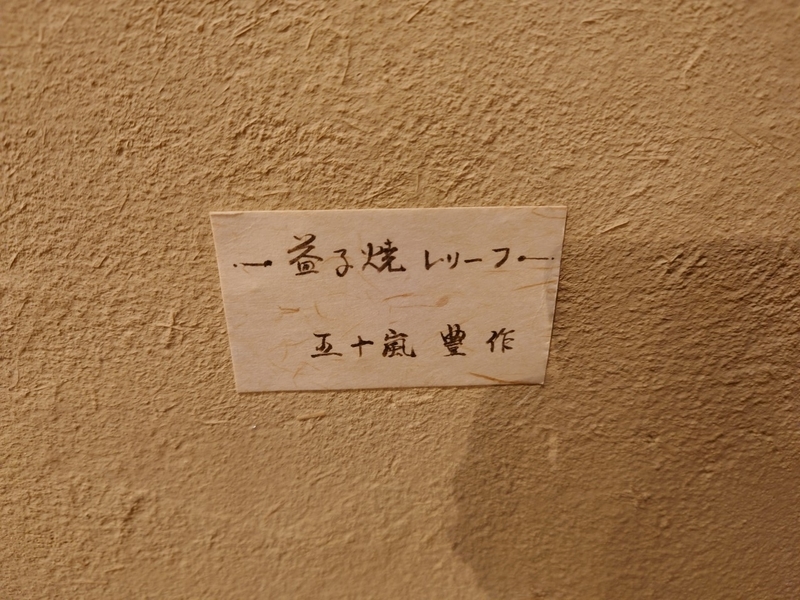 益子焼 レリーフ
五十嵐 豊 作